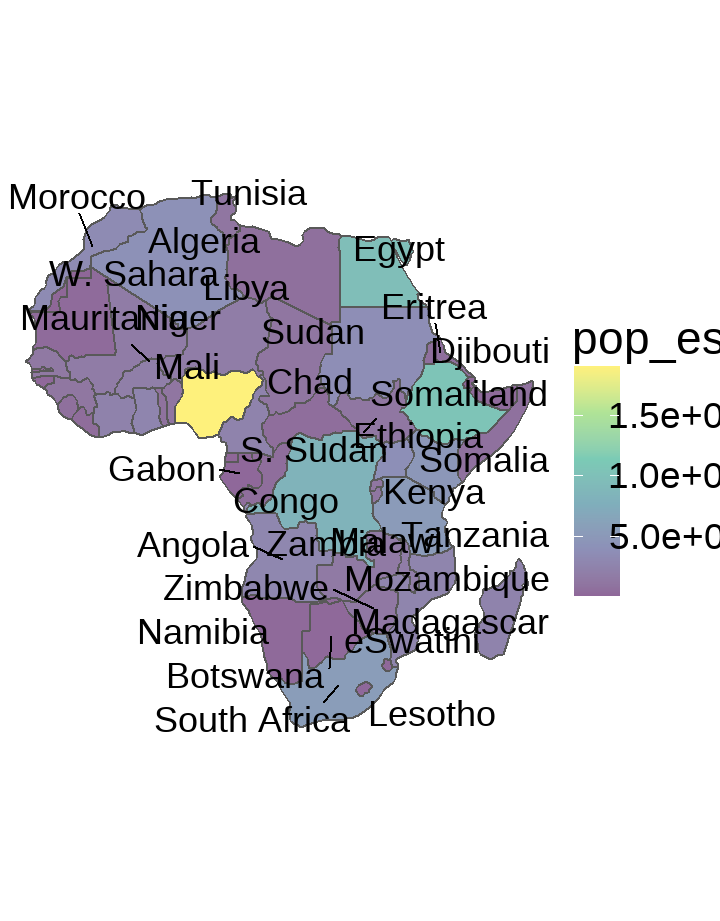 Morocco
Tunisia
Algeria
Egypt
W. Sahara
Libya
Eritrea
Mauritania
Niger
Sudan
Djibouti
Mali
Chad
Somaliland
Ethiopia
S. Sudan
Somalia
Gabon
Congo
Kenya
Angola
Zambia
Malawi
Tanzania
Zimbabwe
Mozambique
Namibia
Madagascar
eSwatini
Botswana
South Africa
Lesotho
pop_es
1.5e+0
1.0e+0
5.0e+0